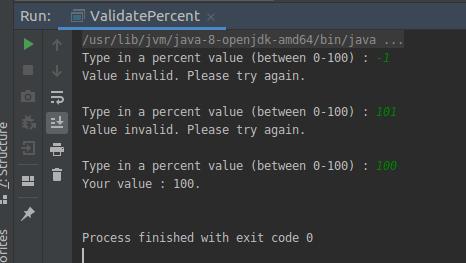 Run: ValidatePercent ×
/usr/lib/jvm/java-8-openjdk-amd64/bin/java ...
Type in a percent value (between 0-100) : -1
Value invalid. Please try again.
Type in a percent value (between 0-100) : 101
Value invalid. Please try again.
Type in a percent value (between 0-100) : 100
Your value : 100.
Process finished with exit code 0
7: Structure